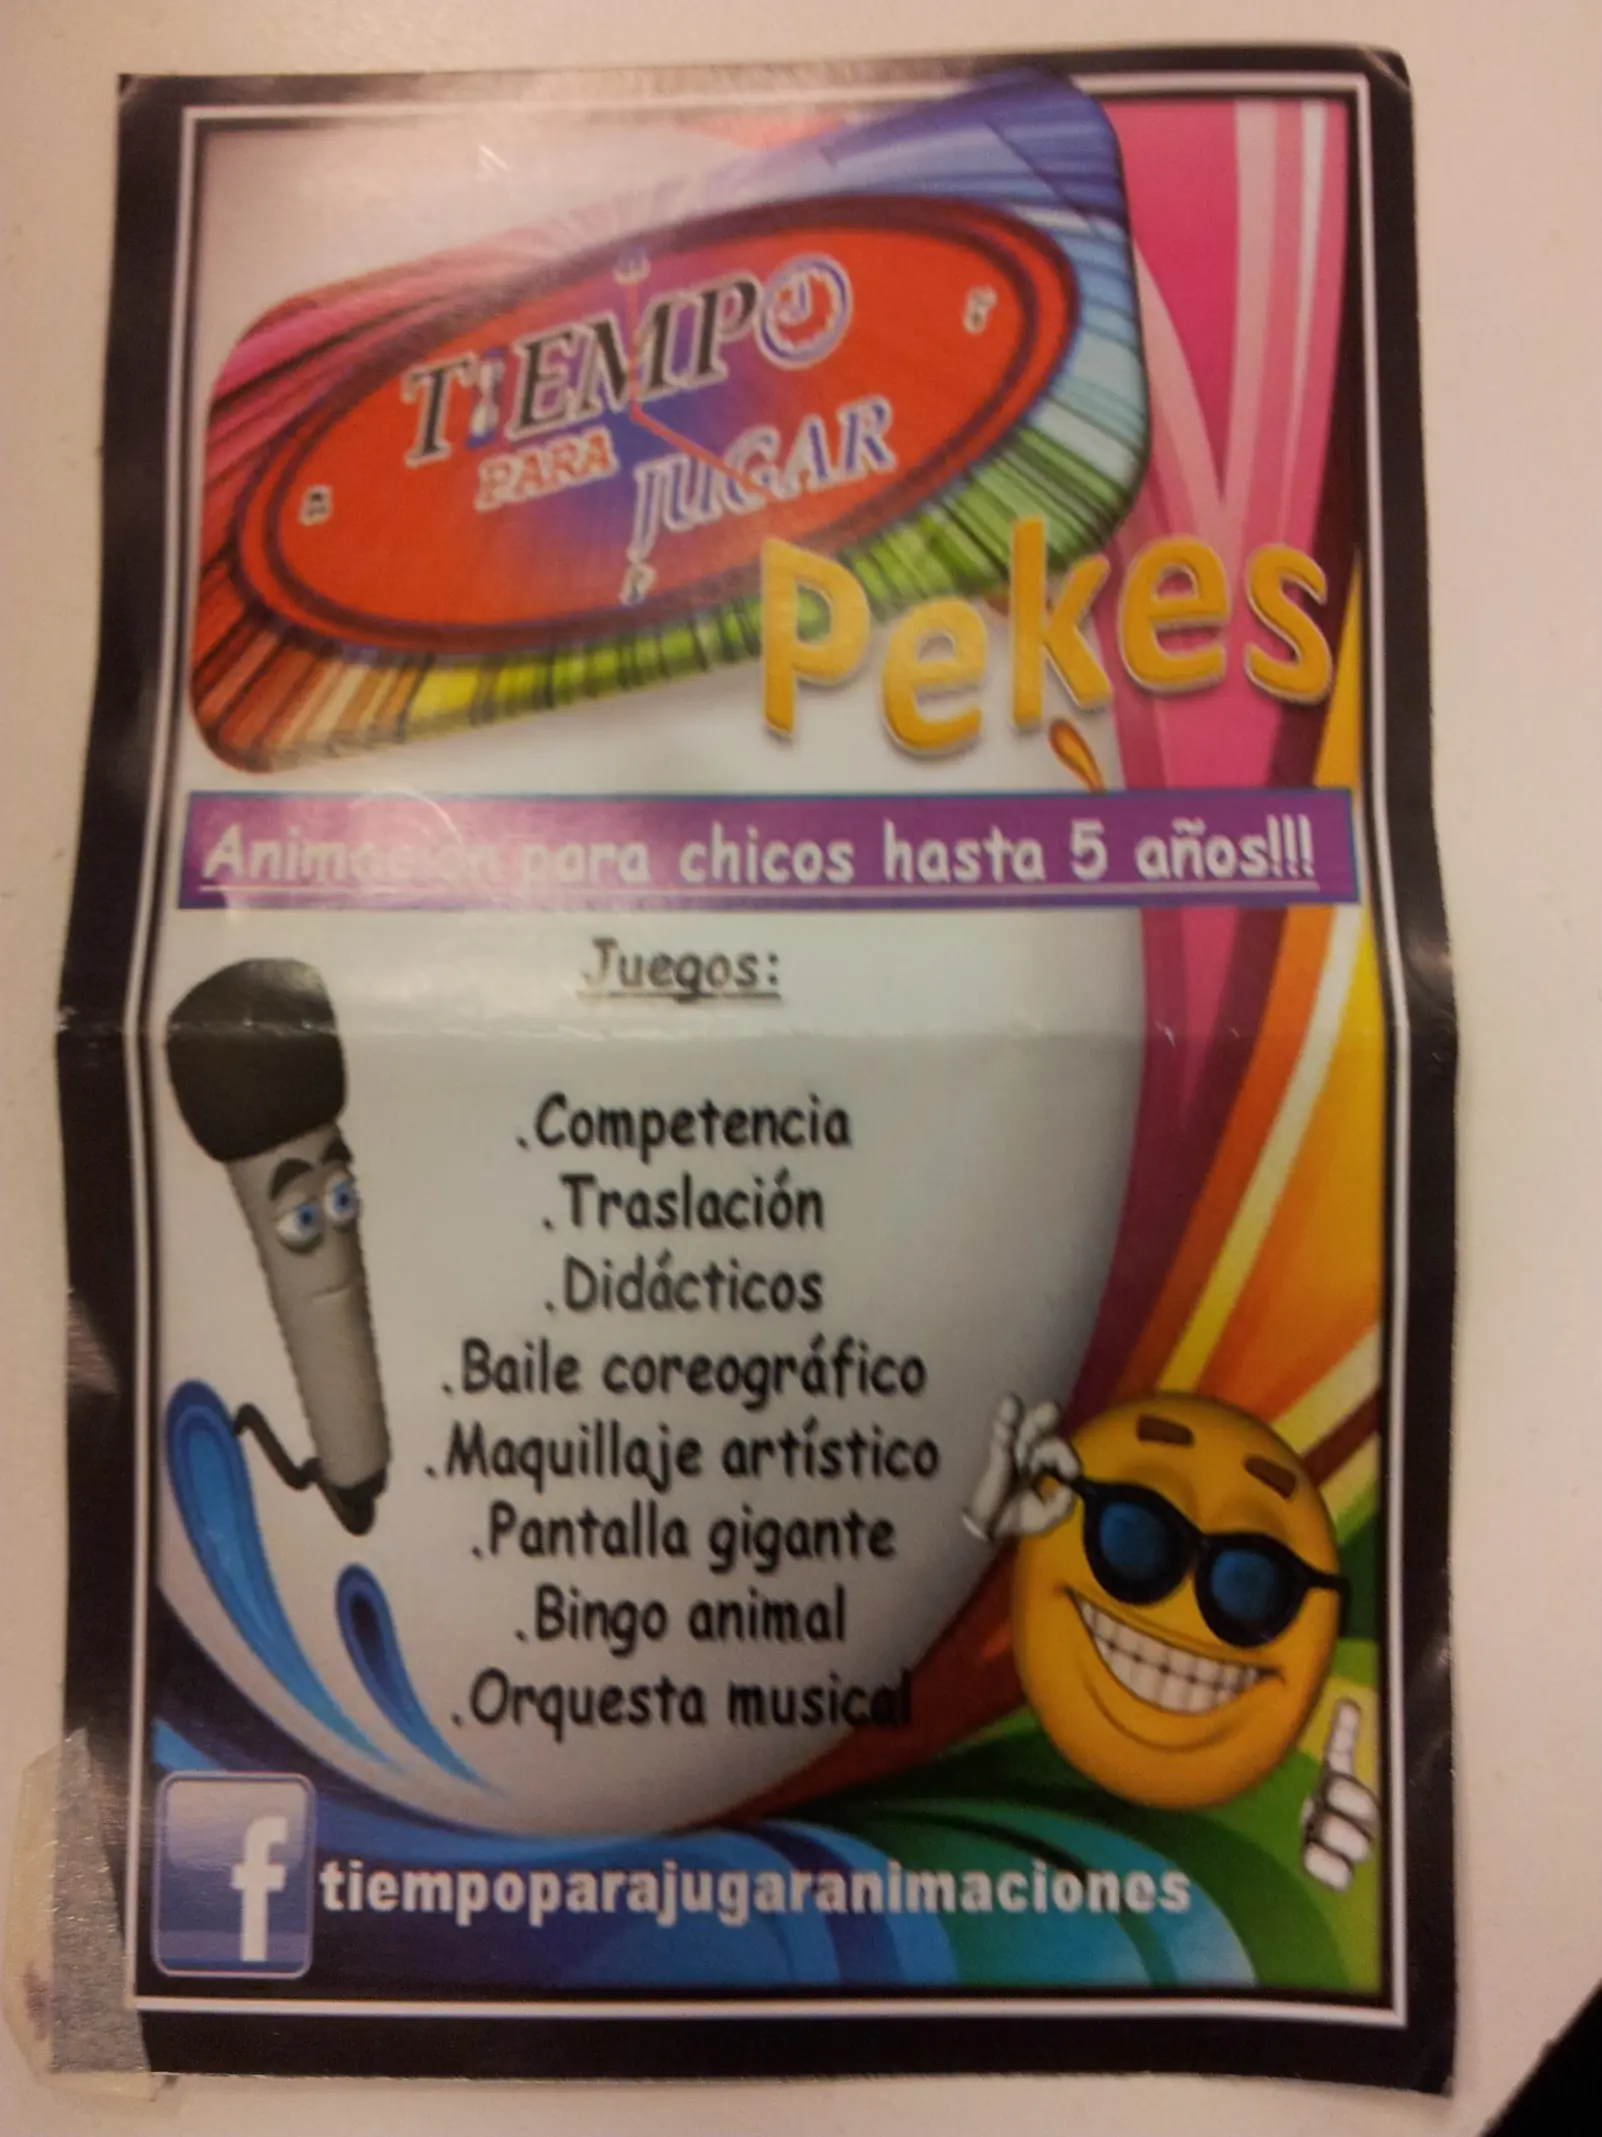 TIEMPO
PARA JUGAR
Pekes
Animación para chicos hasta 5 años!!!
Juegos:
.Competencia
.Traslación
.Didácticos
.Baile coreográfico
.Maquillaje artístico
.Pantalla gigante
.Bingo animal
.Orquesta musical
f tiempoparajugaranimaciones